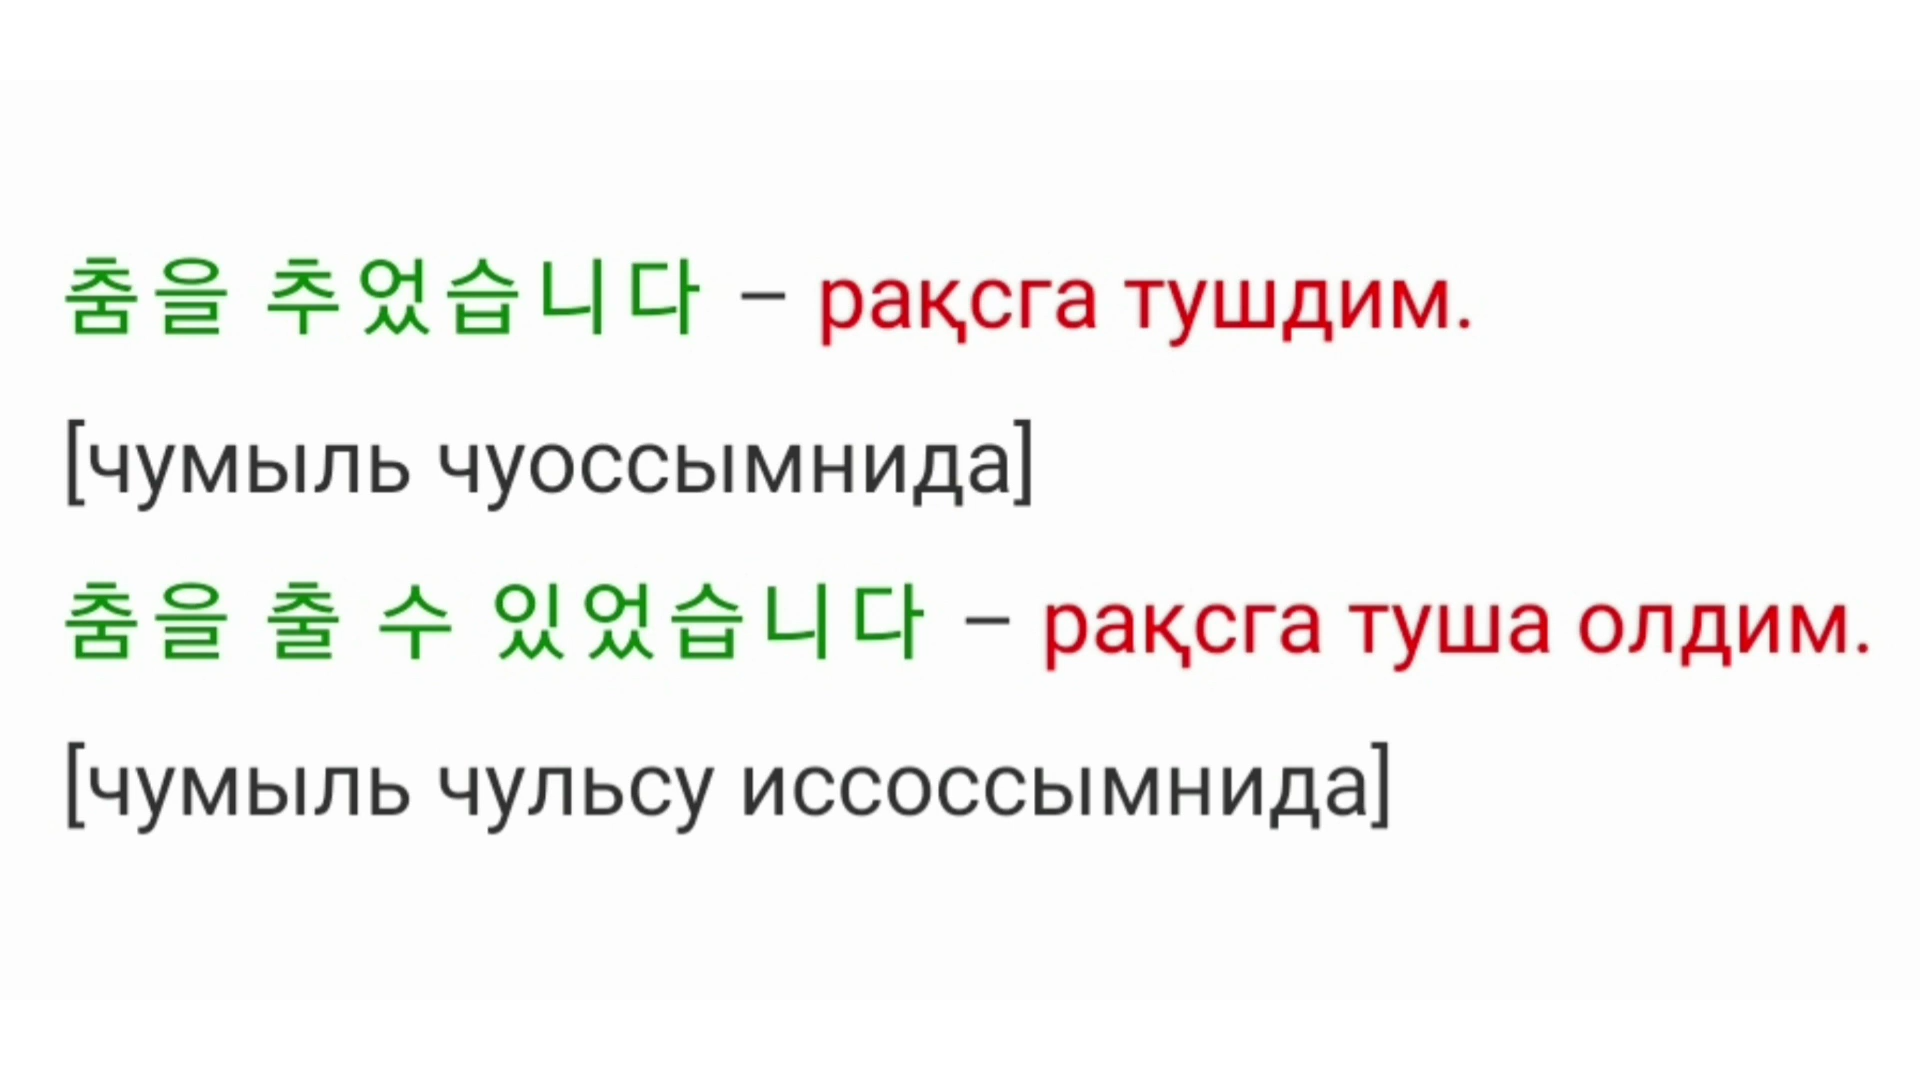 춤을 추었습니다 – рақсга тушдим.
[чумыль чуоссымнида]
춤을 출 수 있었습니다 – рақсга туша олдим.
[чумыль чульсу иссоссымнида]